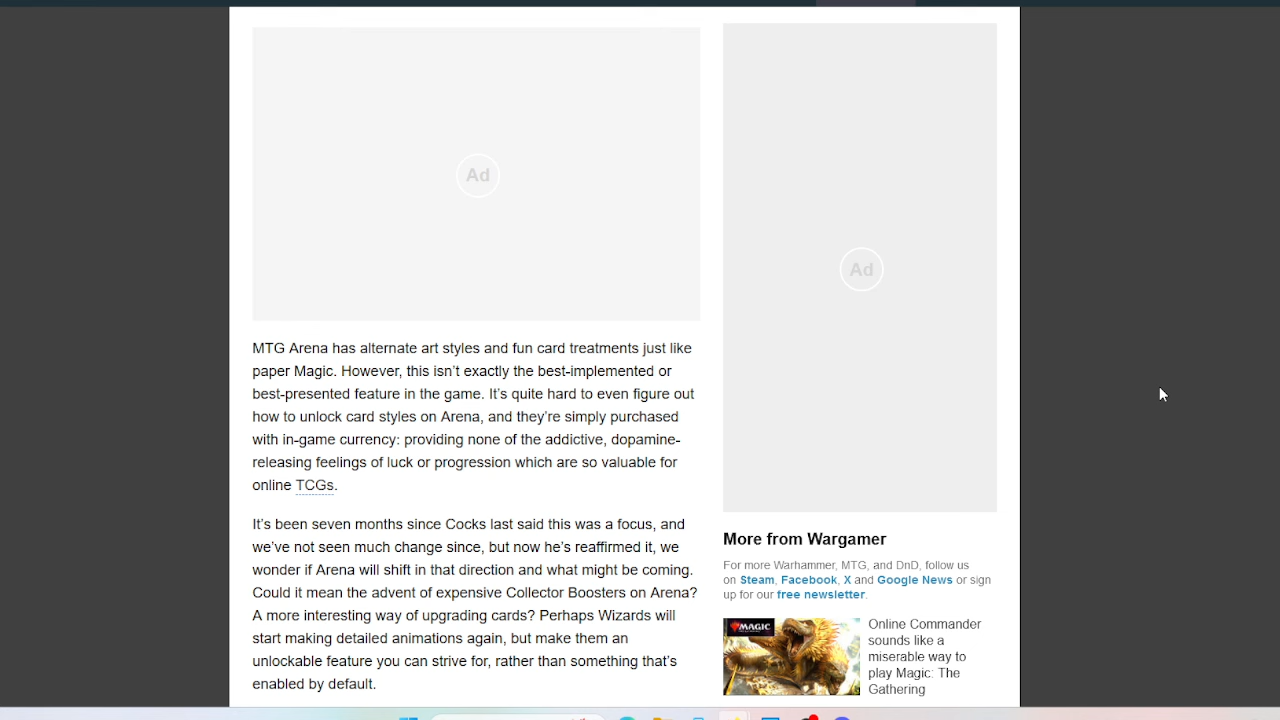 Ad
MTG Arena has alternate art styles and fun card treatments just like
paper Magic. However, this isn’t exactly the best-implemented or
best-presented feature in the game. It’s quite hard to even figure out
how to unlock card styles on Arena, and they’re simply purchased
with in-game currency: providing none of the addictive, dopamine-
releasing feelings of luck or progression which are so valuable for
online TCGs.
It’s been seven months since Cocks last said this was a focus, and
we’ve not seen much change since, but now he’s reaffirmed it, we
wonder if Arena will shift in that direction and what might be coming.
Could it mean the advent of expensive Collector Boosters on Arena?
A more interesting way of upgrading cards? Perhaps Wizards will
start making detailed animations again, but make them an
unlockable feature you can strive for, rather than something that’s
enabled by default.
Ad
More from Wargamer
For more Warhammer, MTG, and DnD, follow us
on Steam, Facebook, X and Google News or sign
up for our free newsletter.
MAGIC
Online Commander
sounds like a
miserable way to
play Magic: The
Gathering